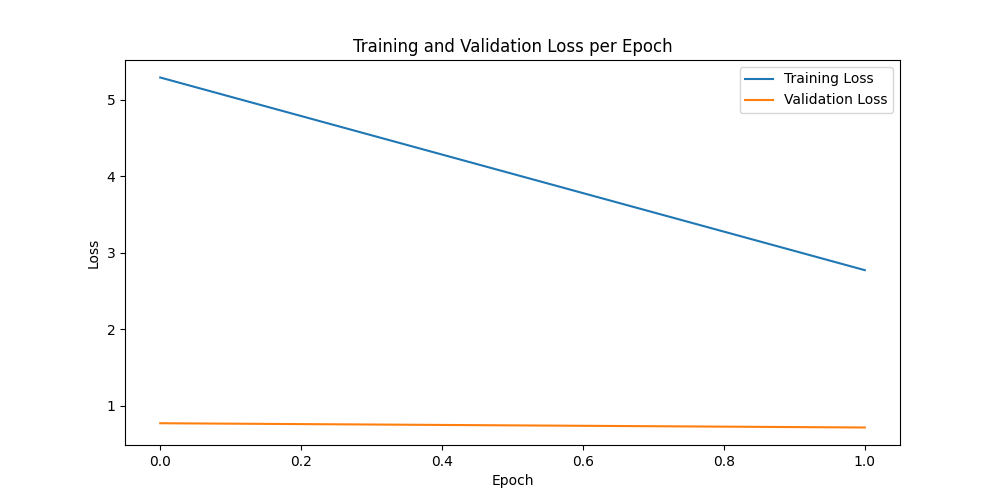 Training and Validation Loss per Epoch
Training Loss
Validation Loss
Loss
5
4
3
2
1
0.0 0.2 0.4 0.6 0.8 1.0
Epoch